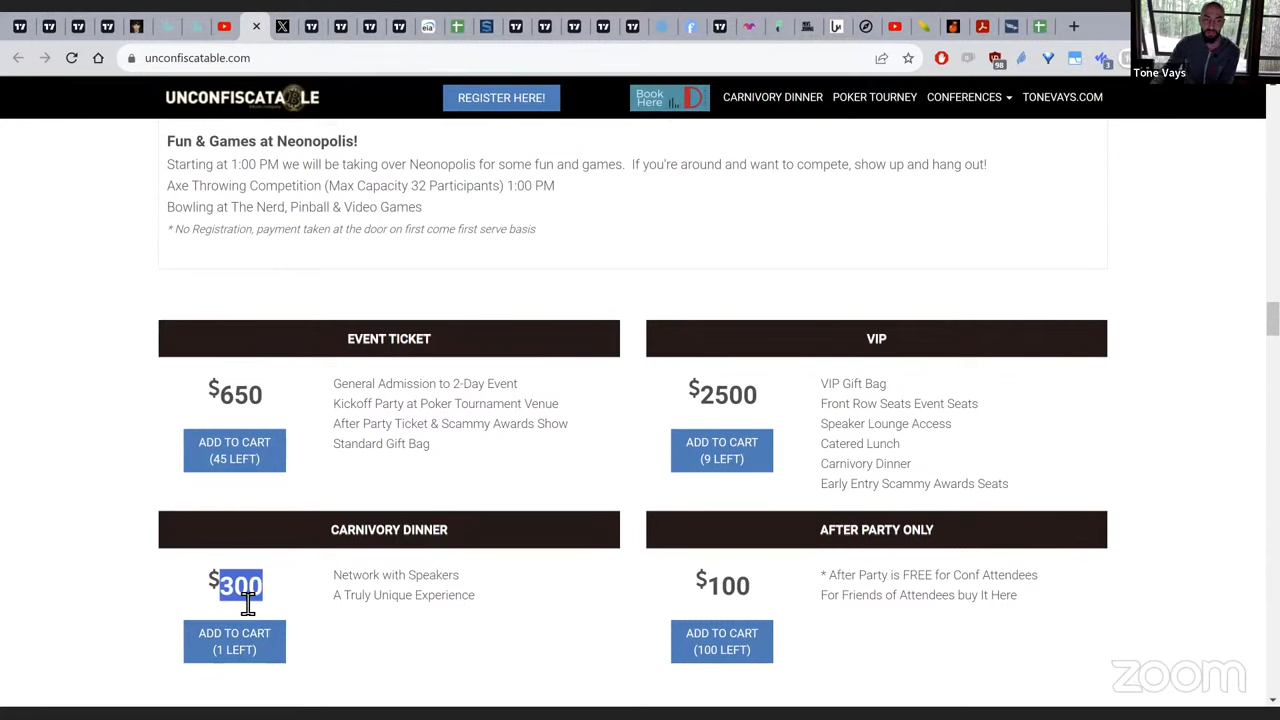 unconfiscatable.com
98
3
Tone Vays
UNCONFISCATABLE
REGISTER HERE!
Book
Here
D
CARNIVORY DINNER
POKER TOURNEY
CONFERENCES
TONEVAYS.COM
Fun & Games at Neonopolis!
Starting at 1:00 PM we will be taking over Neonopolis for some fun and games. If you're around and want to compete, show up and hang out!
Axe Throwing Competition (Max Capacity 32 Participants) 1:00 PM
Bowling at The Nerd, Pinball & Video Games
* No Registration, payment taken at the door on first come first serve basis
EVENT TICKET
$650
ADD TO CART
(45 LEFT)
General Admission to 2-Day Event
Kickoff Party at Poker Tournament Venue
After Party Ticket & Scammy Awards Show
Standard Gift Bag
VIP
$2500
ADD TO CART
(9 LEFT)
VIP Gift Bag
Front Row Seats Event Seats
Speaker Lounge Access
Catered Lunch
Carnivory Dinner
Early Entry Scammy Awards Seats
CARNIVORY DINNER
$300
ADD TO CART
(1 LEFT)
Network with Speakers
A Truly Unique Experience
AFTER PARTY ONLY
$100
ADD TO CART
(100 LEFT)
* After Party is FREE for Conf Attendees
For Friends of Attendees buy It Here
zoom